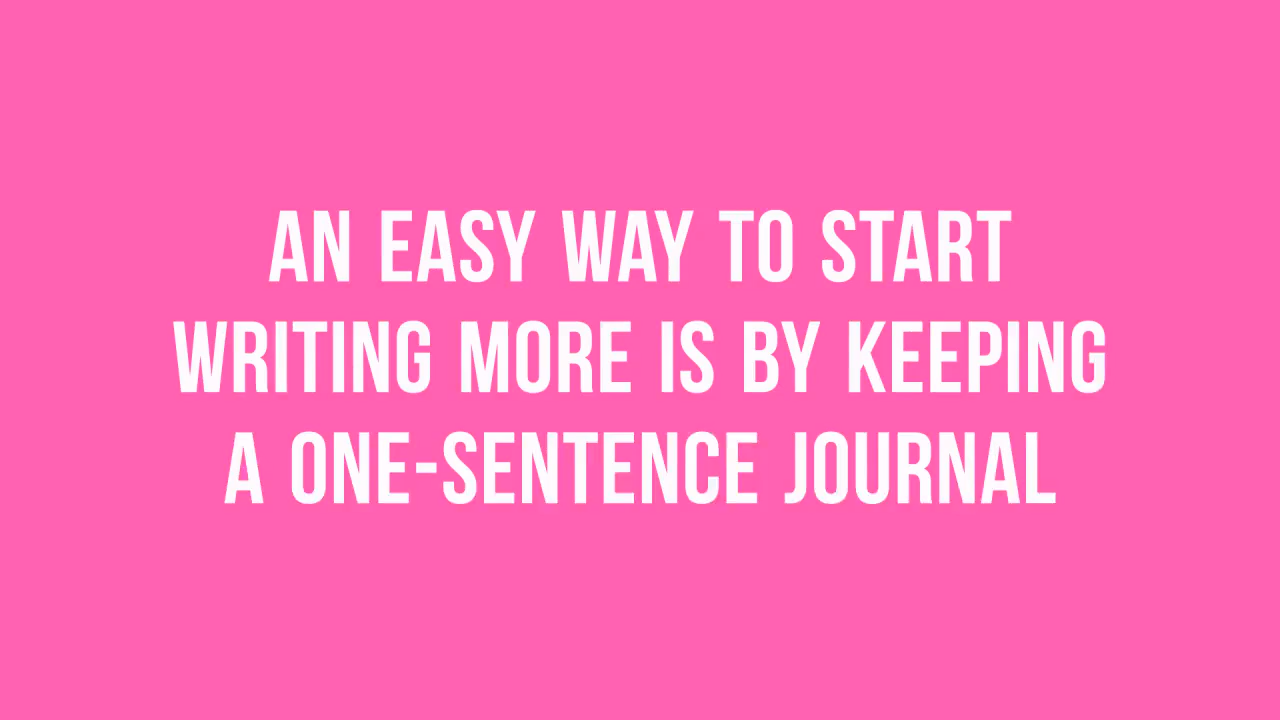 AN EASY WAY TO START
WRITING MORE IS BY KEEPING
A ONE-SENTENCE JOURNAL